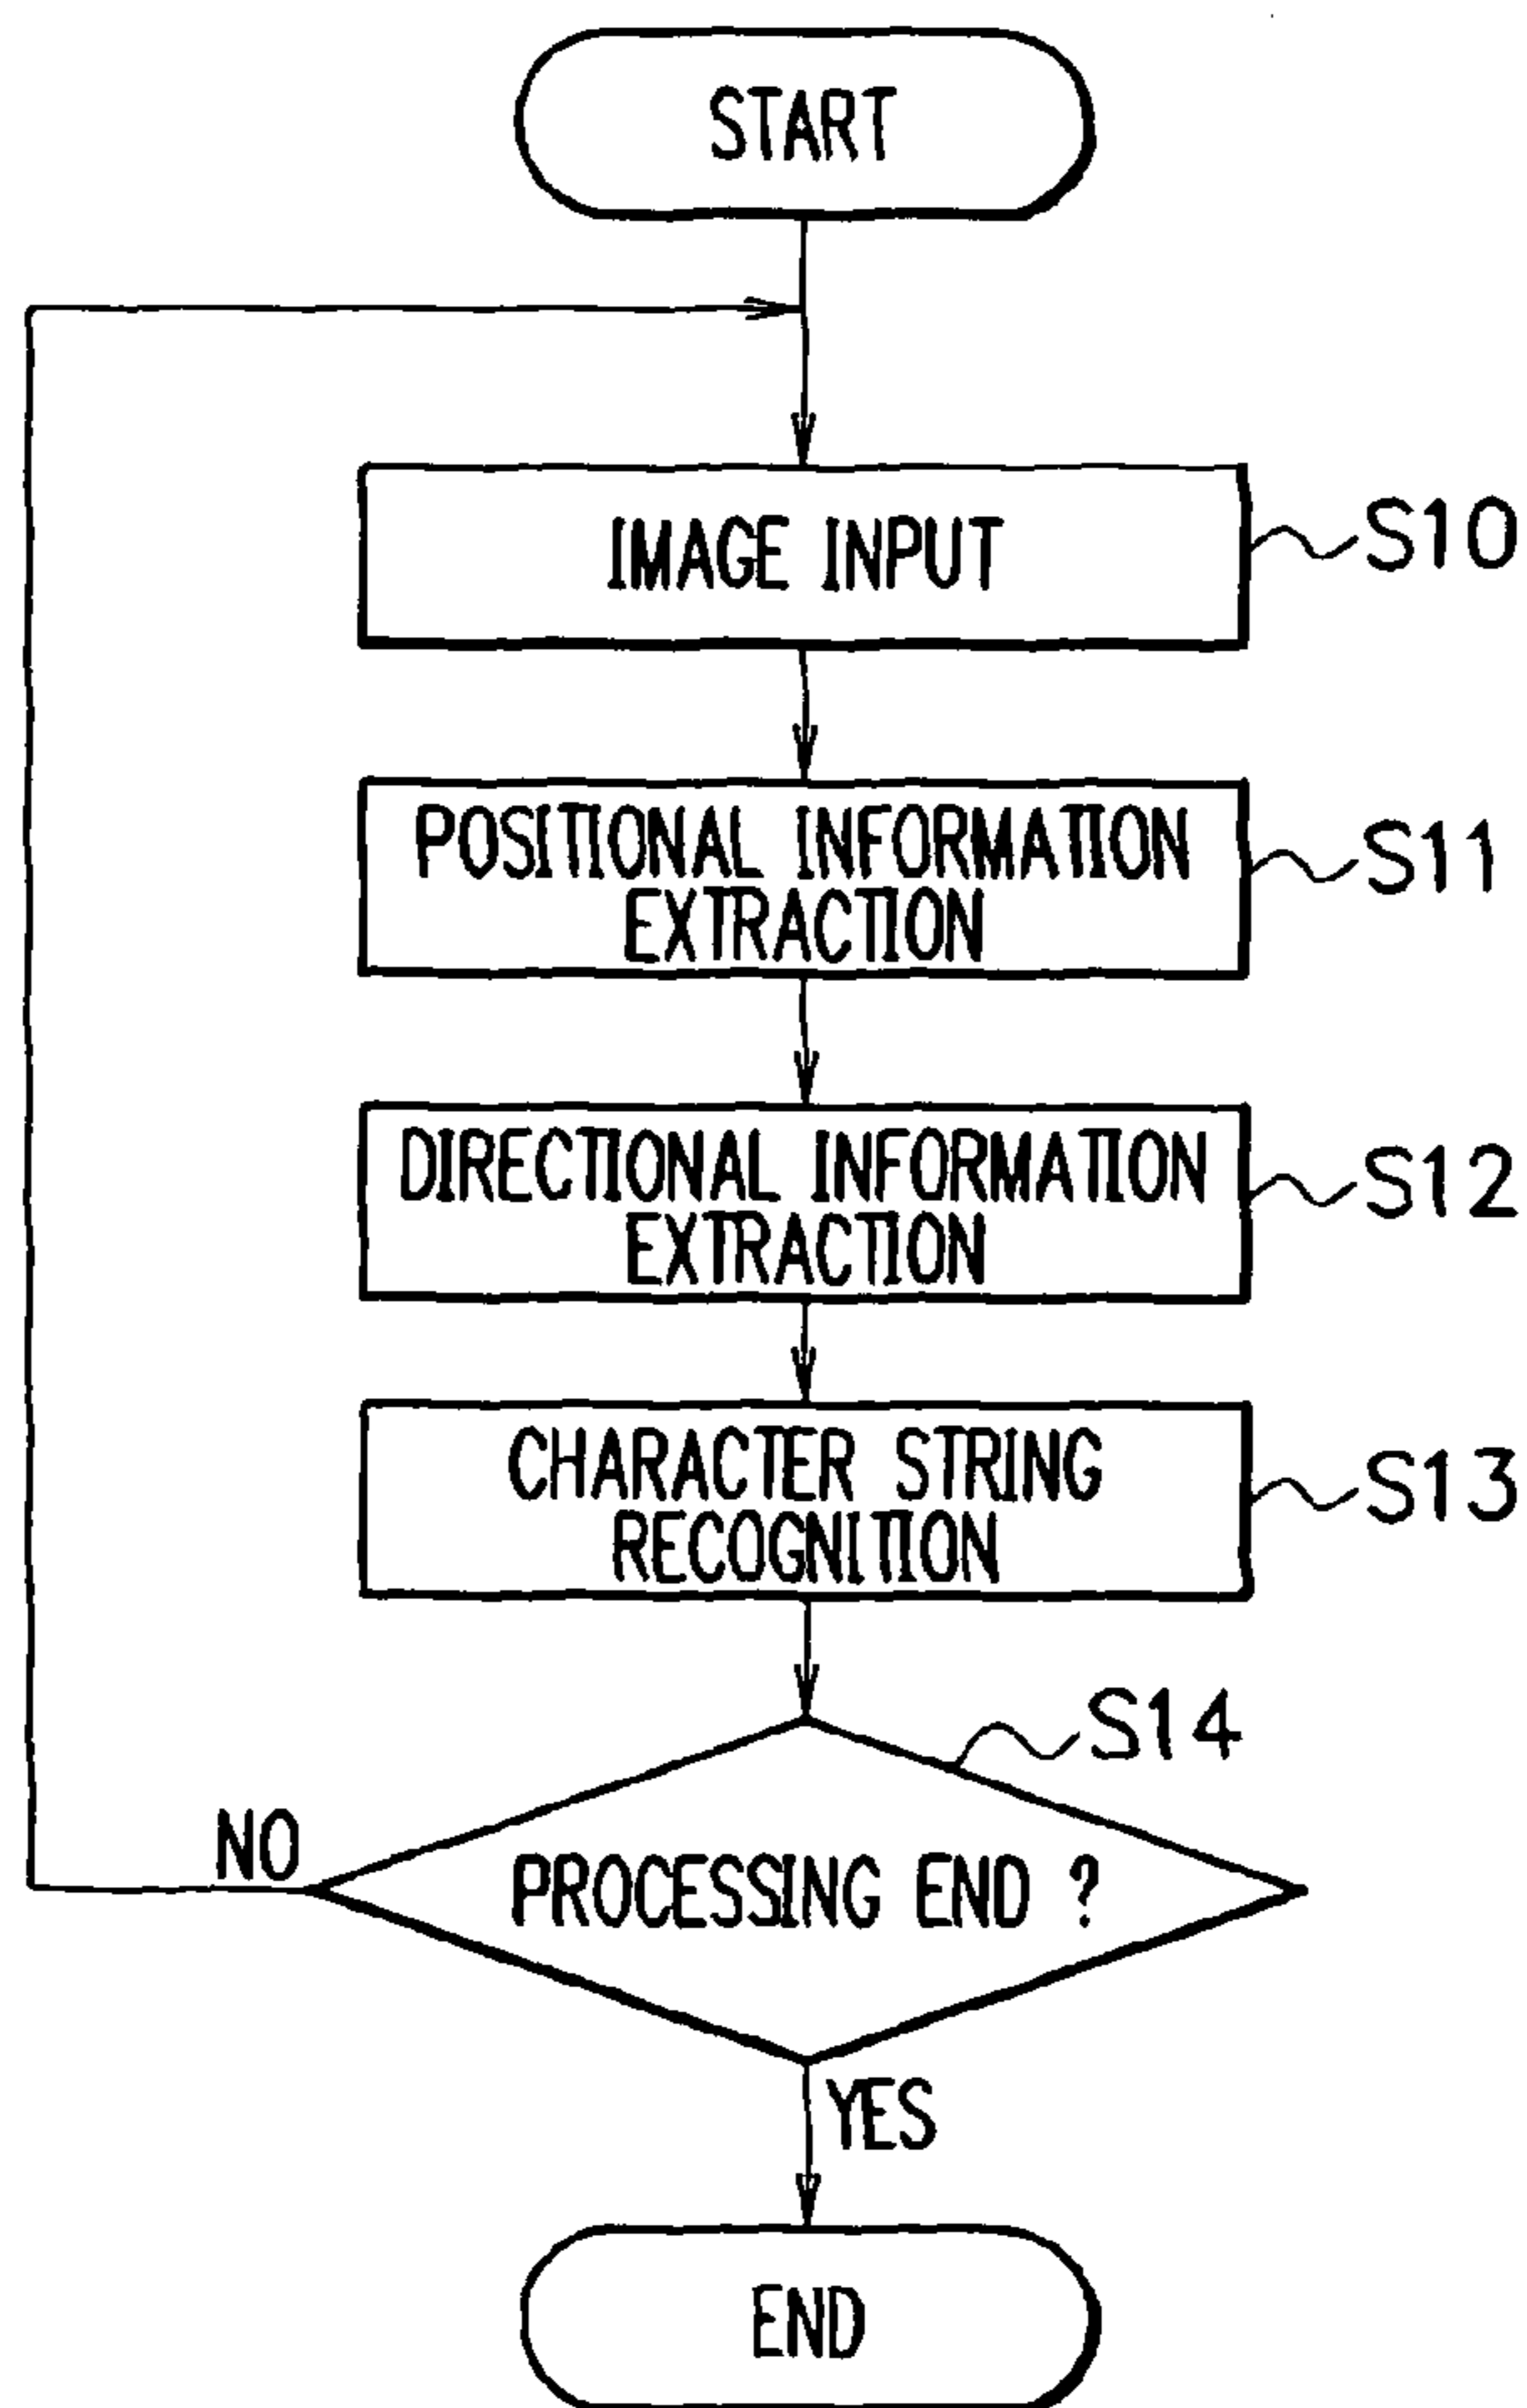 START
IMAGE INPUT
S10
POSITIONAL INFORMATION
EXTRACTION
S11
DIRECTIONAL INFORMATION
EXTRACTION
S12
CHARACTER STRING
RECOGNITION
S13
S14
NO
PROCESSING END ?
YES
END